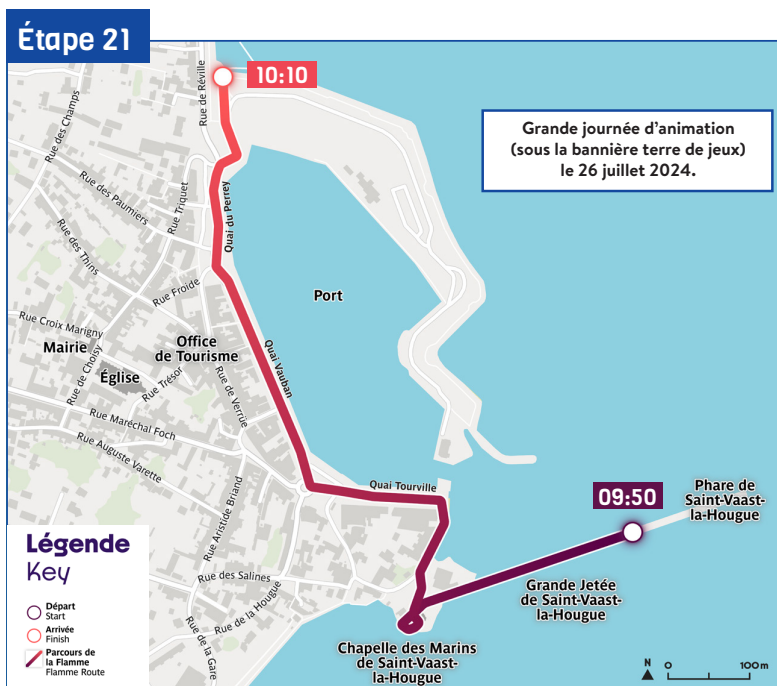 Étape 21
10:10
Grande journée d'animation
(sous la bannière terre de jeux)
le 26 juillet 2024.
Rue de Réville
Rue des Champs
Rue des Paumiers
Rue Triquet
Quai du Perrey
Rue des Thins
Rue Froide
Port
Rue Croix Marigny
Mairie
Office
de Tourisme
Quai Vauban
Rue de Choisy
Église
Rue Trésor
Rue de Verrüe
Rue Maréchal Foch
Rue Auguste Varette
Quai Tourville
09:50
Phare de
Saint-Vaast-
la-Hougue
Rue Aristide Briand
Légende
Key
Départ
Start
Arrivée
Finish
Parcours de
la Flamme
Flamme Route
Rue des Salines
Rue de la Hougue
Rue de la Gare
Grande Jetée
de Saint-Vaast-
la-Hougue
Chapelle des Marins
de Saint-Vaast-
la-Hougue
N 0 100 m